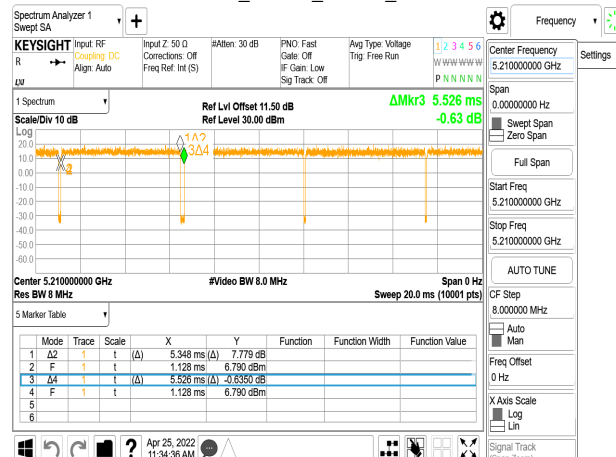 Spectrum Analyzer 1
Swept SA
Frequency
KEYSIGHT
R
Input: RF
Coupling: DC
Align: Auto
Input Z: 50 Ω
Corrections: Off
Freq Ref: Int (S)
#Atten: 30 dB
PNO: Fast
Gate: Off
IF Gain: Low
Sig Track: Off
Avg Type: Voltage
Trig: Free Run
1 2 3 4 5 6
W W W W W W
P N N N N N
Center Frequency
5.210000000 GHz
Settings
Span
0.00000000 Hz
Swept Span
Zero Span
Full Span
Start Freq
5.210000000 GHz
Stop Freq
5.210000000 GHz
AUTO TUNE
CF Step
8.000000 MHz
Auto
Man
Freq Offset
0 Hz
X Axis Scale
Log
Lin
Signal Track
(Span Zoom)
1 Spectrum
Scale/Div 10 dB
Ref Lvl Offset 11.50 dB
Ref Level 30.00 dBm
ΔMkr3 5.526 ms
-0.63 dB
Log
20.0
10.0
0.00
-10.0
-20.0
-30.0
-40.0
-50.0
-60.0
1Δ2
3Δ4
Center 5.210000000 GHz
Res BW 8 MHz
#Video BW 8.0 MHz
Span 0 Hz
Sweep 20.0 ms (10001 pts)
5 Marker Table
Mode Trace Scale X Y Function Function Width Function Value
1 Δ2 1 t (Δ) 5.348 ms (Δ) 7.779 dB
2 F 1 t 1.128 ms 6.790 dBm
3 Δ4 1 t (Δ) 5.526 ms (Δ) -0.6350 dB
4 F 1 t 1.128 ms 6.790 dBm
5
6
?
Apr 25, 2022
11:34:36 AM